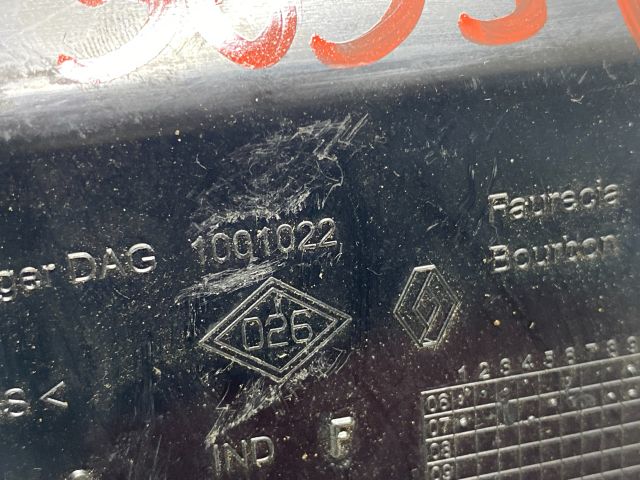 ger DAG 1001022 Faurecia
Bourbon
026
S <
IND F
1 2 3 4 5 6 7 8 9
06
07
08
09